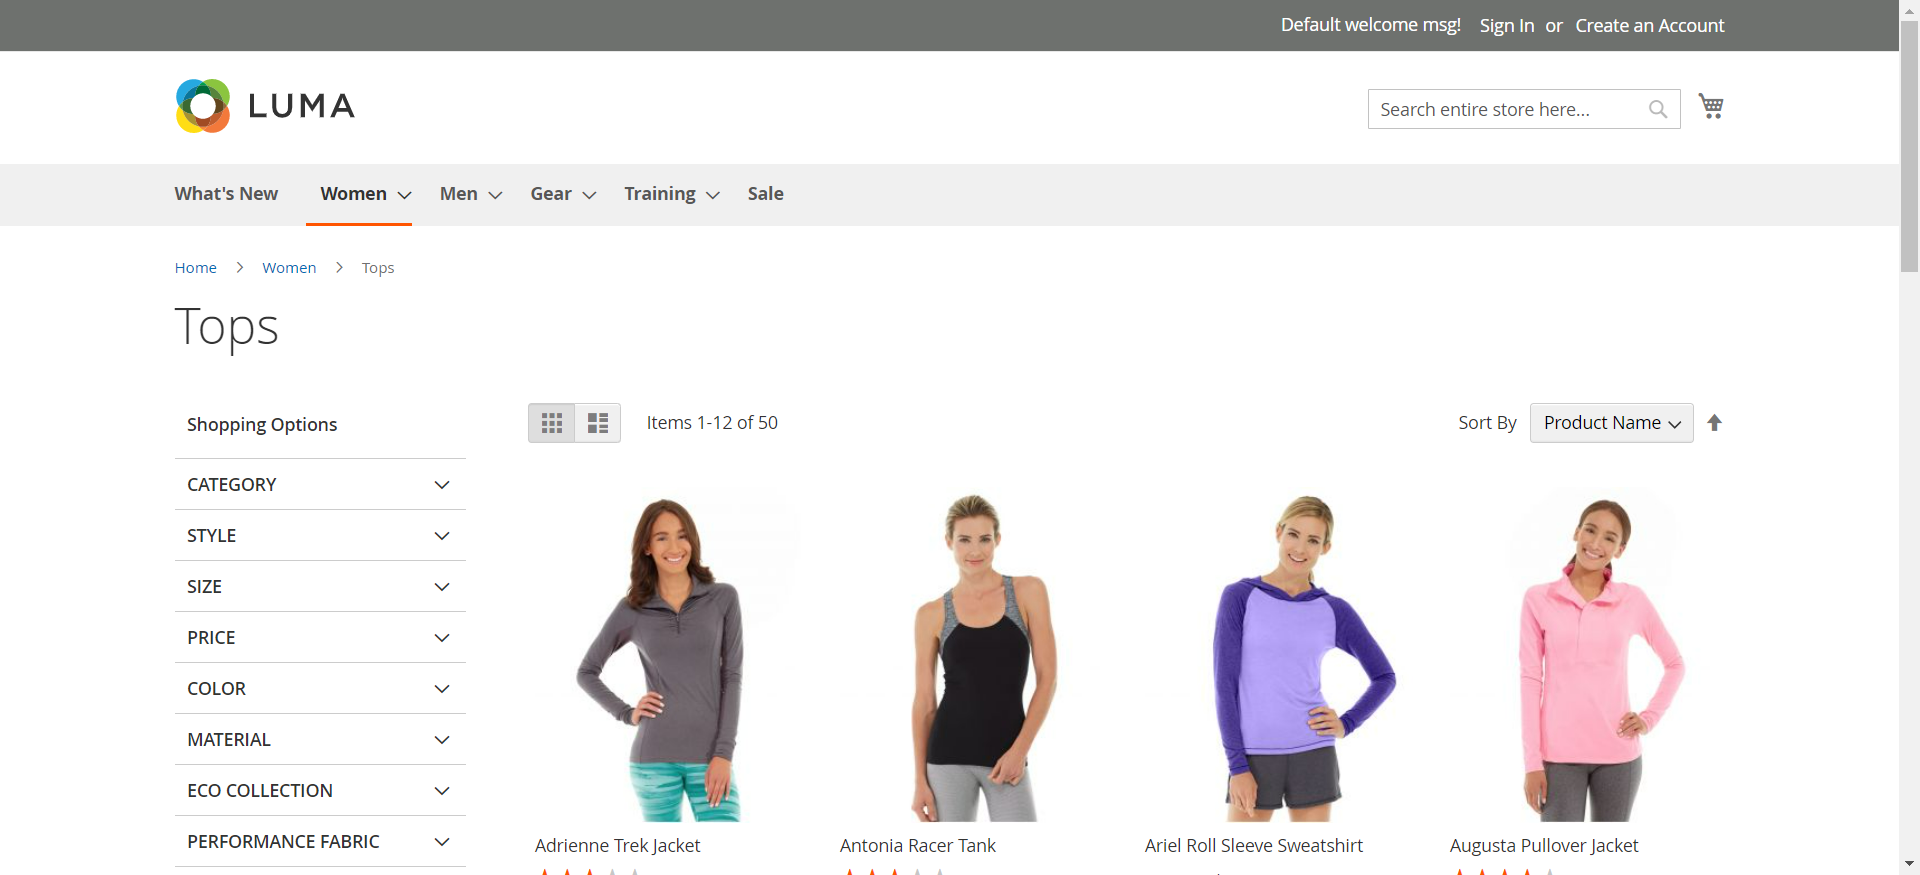 Default welcome msg! Sign In or Create an Account
LUMA
Search entire store here...
What's New Women Men Gear Training Sale
Home > Women > Tops
Tops
Shopping Options
Items 1-12 of 50
Sort By Product Name
CATEGORY
STYLE
SIZE
PRICE
COLOR
MATERIAL
ECO COLLECTION
PERFORMANCE FABRIC
Adrienne Trek Jacket
Antonia Racer Tank
Ariel Roll Sleeve Sweatshirt
Augusta Pullover Jacket